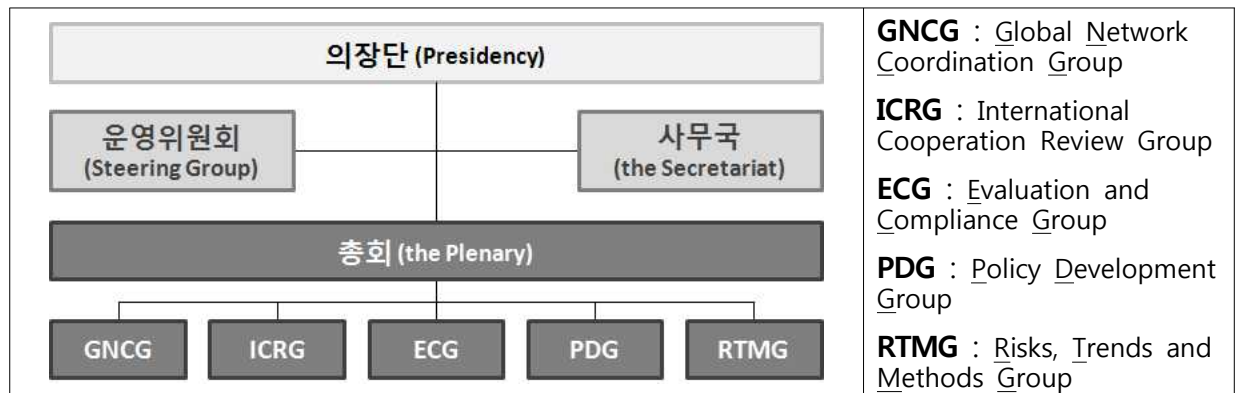 의장단 (Presidency)
운영위원회
(Steering Group)
사무국
(the Secretariat)
총회 (the Plenary)
GNCG
ICRG
ECG
PDG
RTMG
GNCG : Global Network
Coordination Group
ICRG : International
Cooperation Review Group
ECG : Evaluation and
Compliance Group
PDG : Policy Development
Group
RTMG : Risks, Trends and
Methods Group